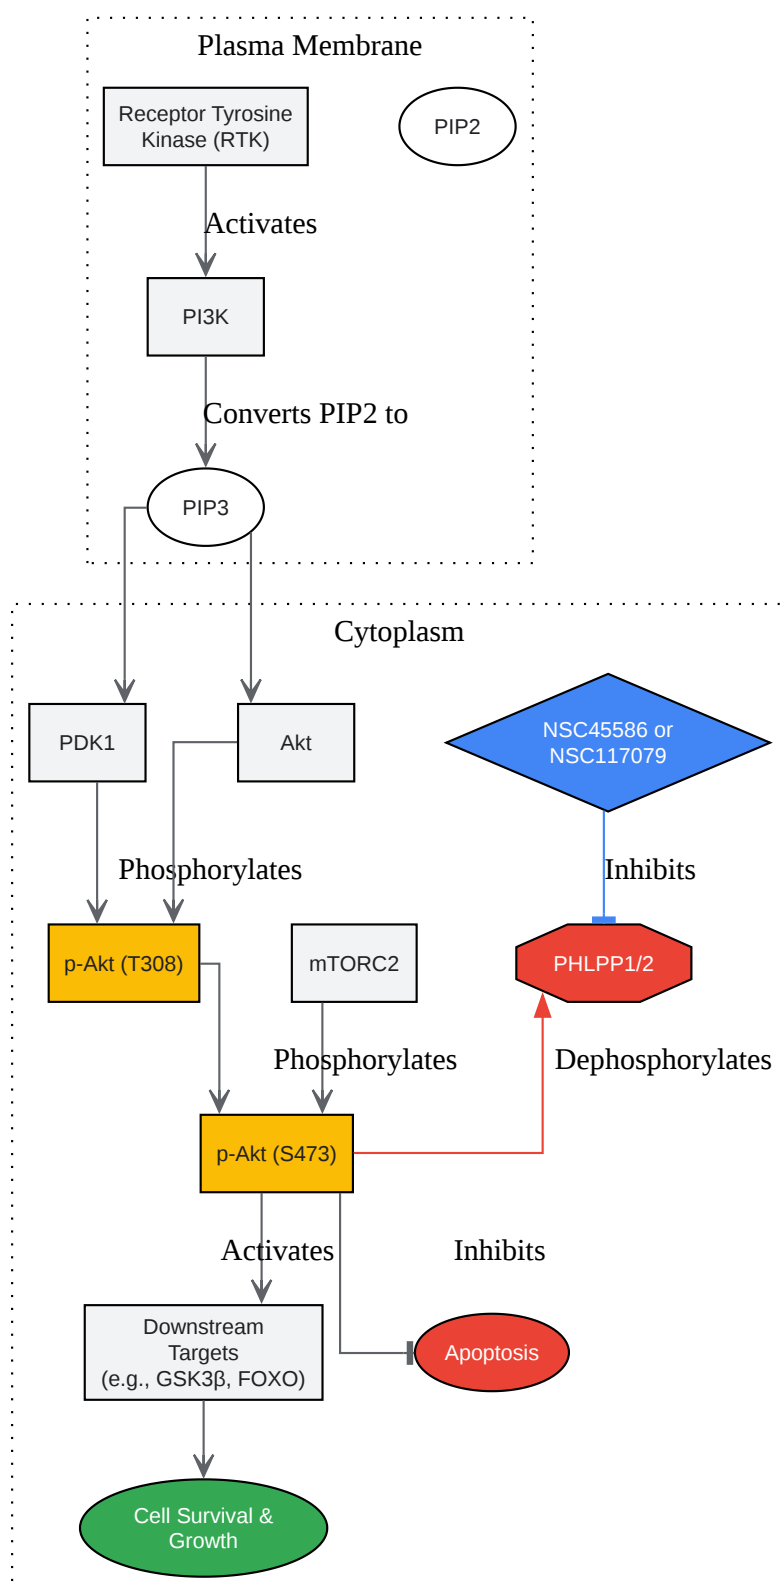 Plasma Membrane
Receptor Tyrosine
Kinase (RTK)
PIP2
Activates
PI3K
Converts PIP2 to
PIP3
Cytoplasm
PDK1
Akt
NSC45586 or
NSC117079
Phosphorylates
Inhibits
p-Akt (T308)
mTORC2
PHLPP1/2
Phosphorylates
Dephosphorylates
p-Akt (S473)
Activates
Inhibits
Downstream
Targets
(e.g., GSK3β, FOXO)
Apoptosis
Cell Survival &
Growth